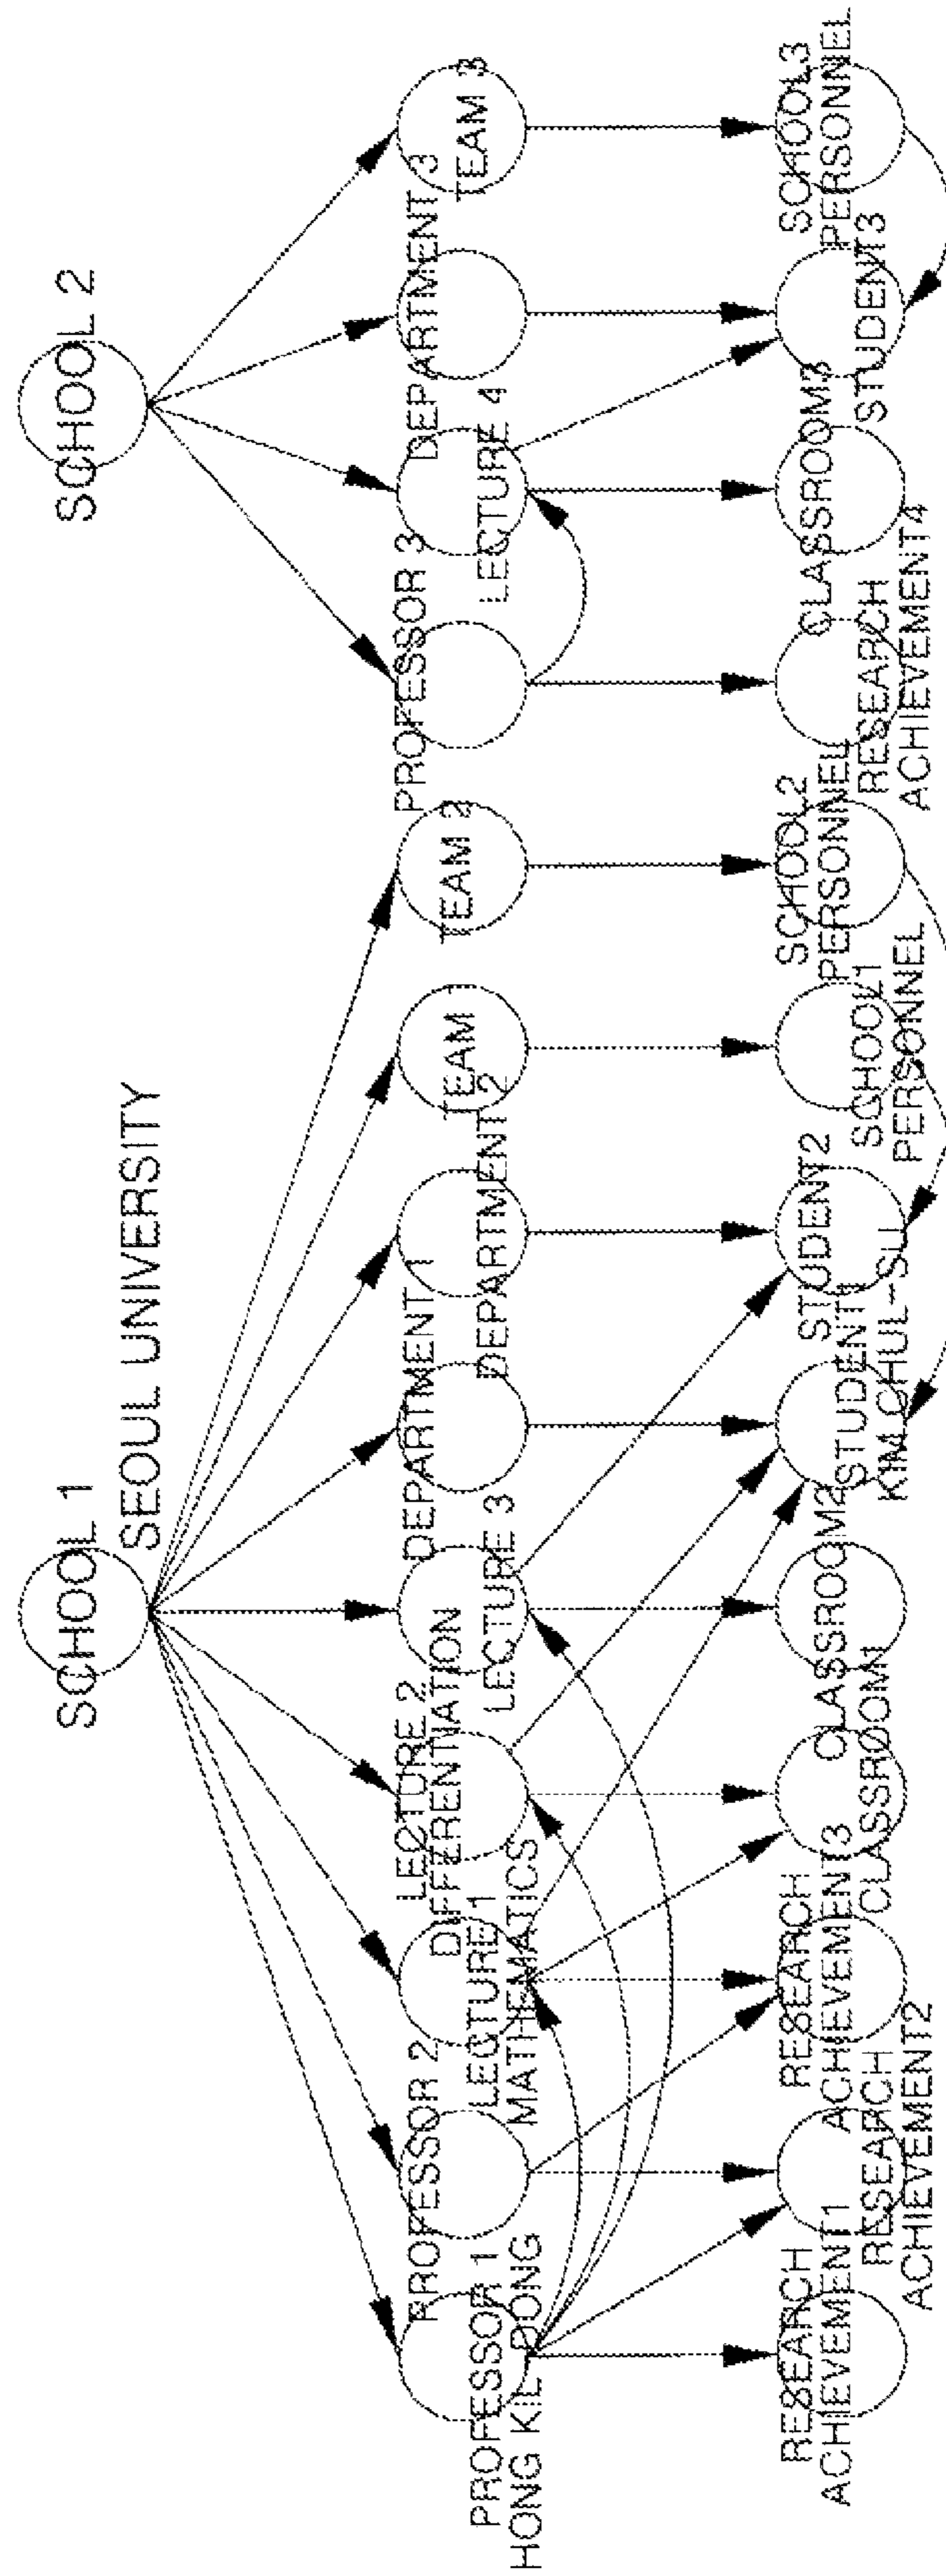 SCHOOL 1
SEOUL UNIVERSITY
SCHOOL 2
PROFESSOR 1
HONG KIL-DONG
PROFESSOR 2
LECTURE 1
MATHEMATICS
LECTURE 2
DIFFERENTIATION
LECTURE 3
DEPARTMENT 1
DEPARTMENT 2
TEAM 1
TEAM 2
PROFESSOR 3
LECTURE 4
DEPARTMENT 3
TEAM 3
RESEARCH
ACHIEVEMENT1
RESEARCH
ACHIEVEMENT2
RESEARCH
ACHIEVEMENT3
CLASSROOM1
CLASSROOM2
STUDENT1
KIM CHUL-SU
STUDENT2
SCHOOL1
PERSONNEL
SCHOOL2
PERSONNEL
RESEARCH
ACHIEVEMENT4
CLASSROOM3
STUDENT3
SCHOOL3
PERSONNEL